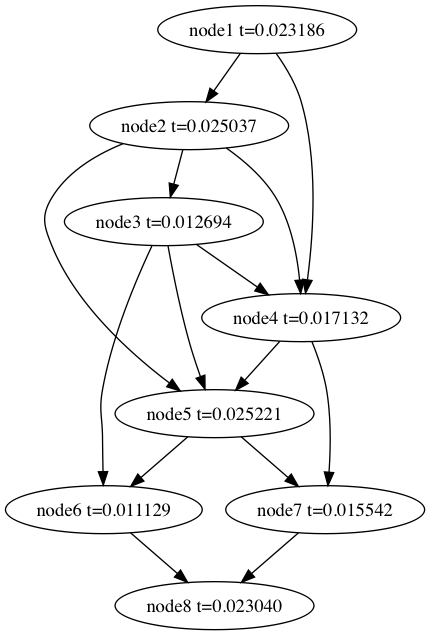 node1 t=0.023186
node2 t=0.025037
node3 t=0.012694
node4 t=0.017132
node5 t=0.025221
node6 t=0.011129
node7 t=0.015542
node8 t=0.023040